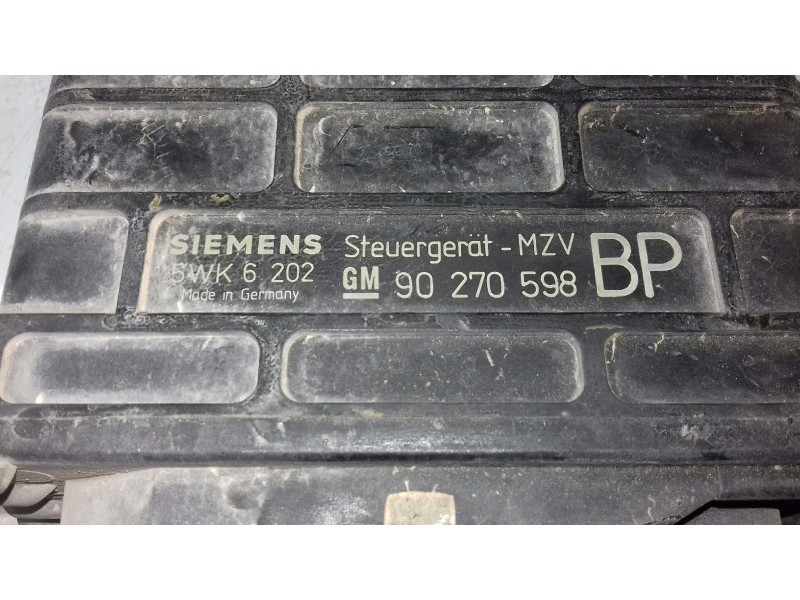 SIEMENS Steuergerät - MZV BP
5WK 6 202 GM 90 270 598
Made in Germany